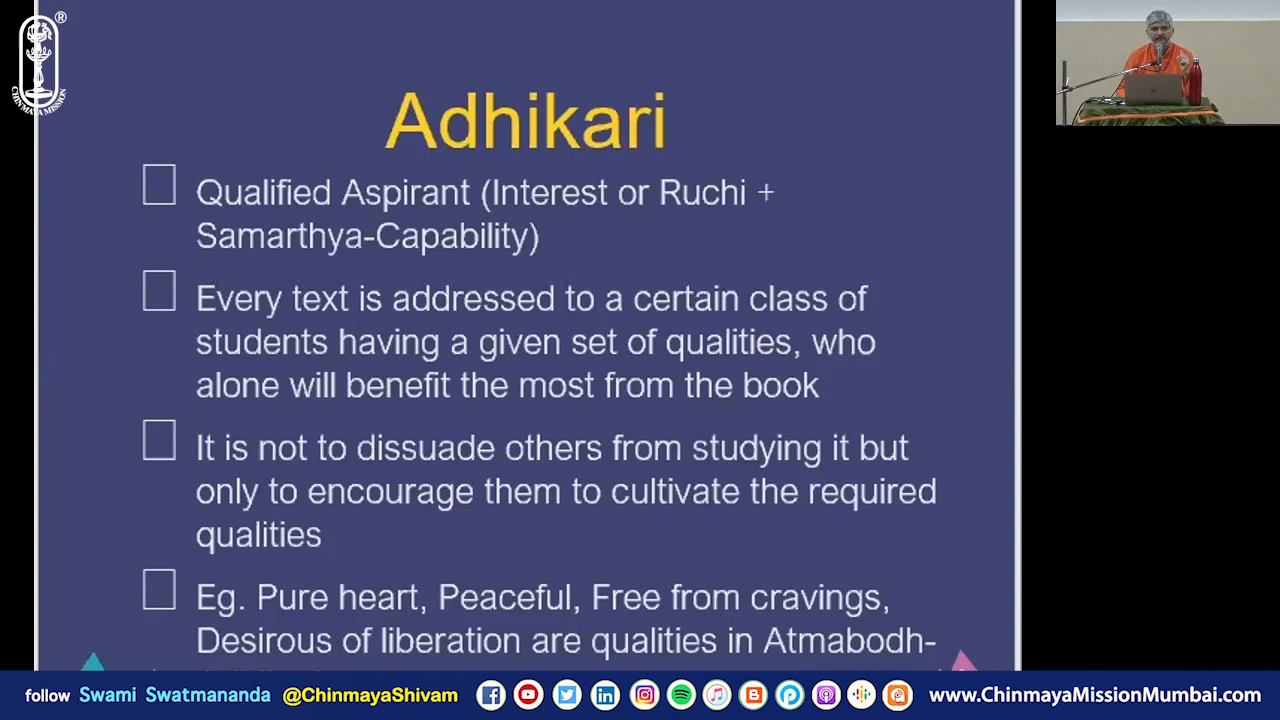 CHINMAYA MISSION
®
Adhikari
Qualified Aspirant (Interest or Ruchi +
Samarthya-Capability)
Every text is addressed to a certain class of
students having a given set of qualities, who
alone will benefit the most from the book
It is not to dissuade others from studying it but
only to encourage them to cultivate the required
qualities
Eg. Pure heart, Peaceful, Free from cravings,
Desirous of liberation are qualities in Atmabodh-
follow Swami Swatmananda @ChinmayaShivam
www.ChinmayaMissionMumbai.com